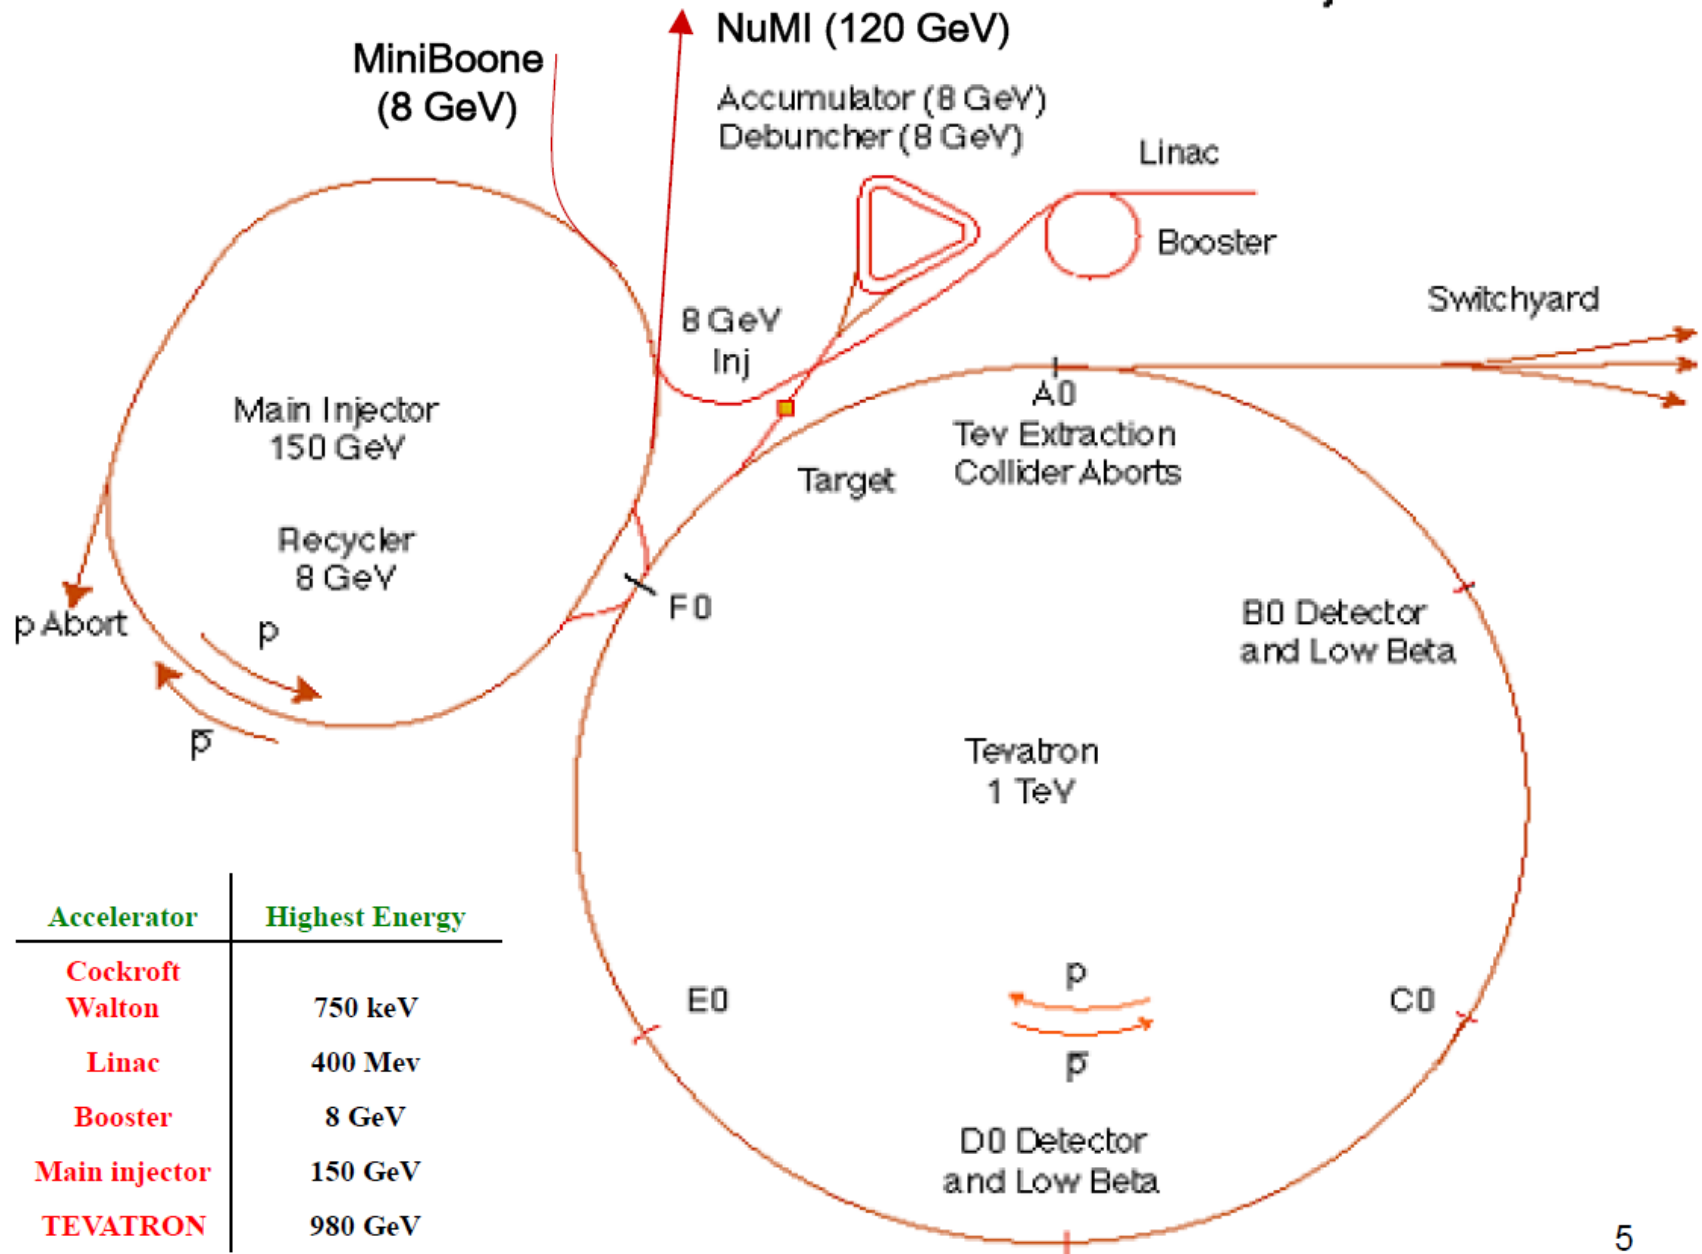 NuMI (120 GeV)
MiniBoone
(8 GeV)
Accumulator (8 GeV)
Debuncher (8 GeV)
Linac
Booster
Switchyard
8 GeV
Inj
A0
Tev Extraction
Collider Aborts
Target
Main Injector
150 GeV
Recycler
8 GeV
p Abort
p
p̅
F0
B0 Detector
and Low Beta
Tevatron
1 TeV
E0
p
p̅
C0
D0 Detector
and Low Beta
Accelerator Highest Energy
Cockroft
Walton 750 keV
Linac 400 Mev
Booster 8 GeV
Main injector 150 GeV
TEVATRON 980 GeV
5